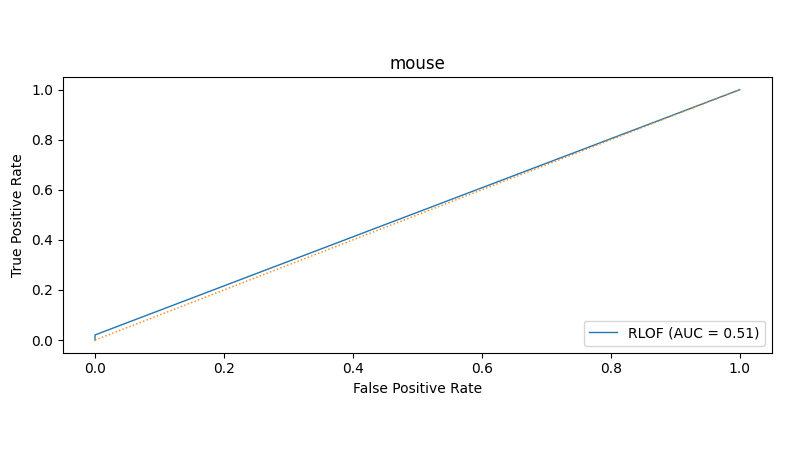 mouse
True Positive Rate
1.0
0.8
0.6
0.4
0.2
0.0
RLOF (AUC = 0.51)
0.0 0.2 0.4 0.6 0.8 1.0
False Positive Rate